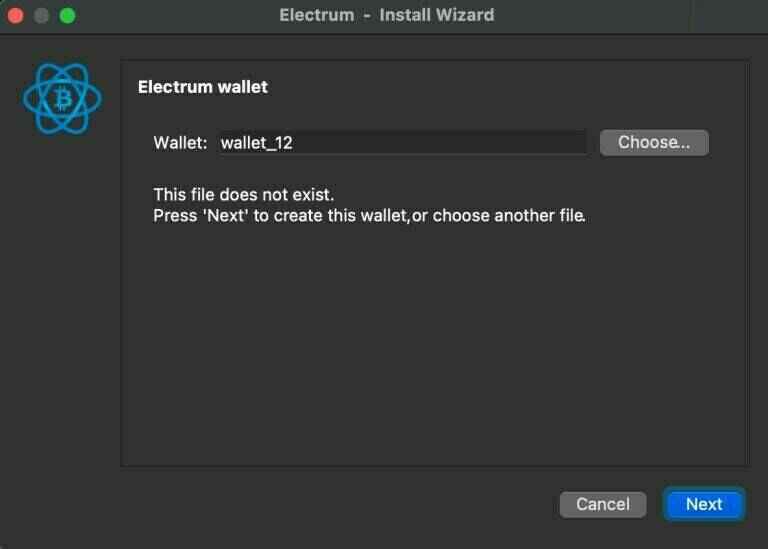 Electrum - Install Wizard
Electrum wallet
Wallet: wallet_12 Choose...
This file does not exist.
Press 'Next' to create this wallet,or choose another file.
Cancel Next